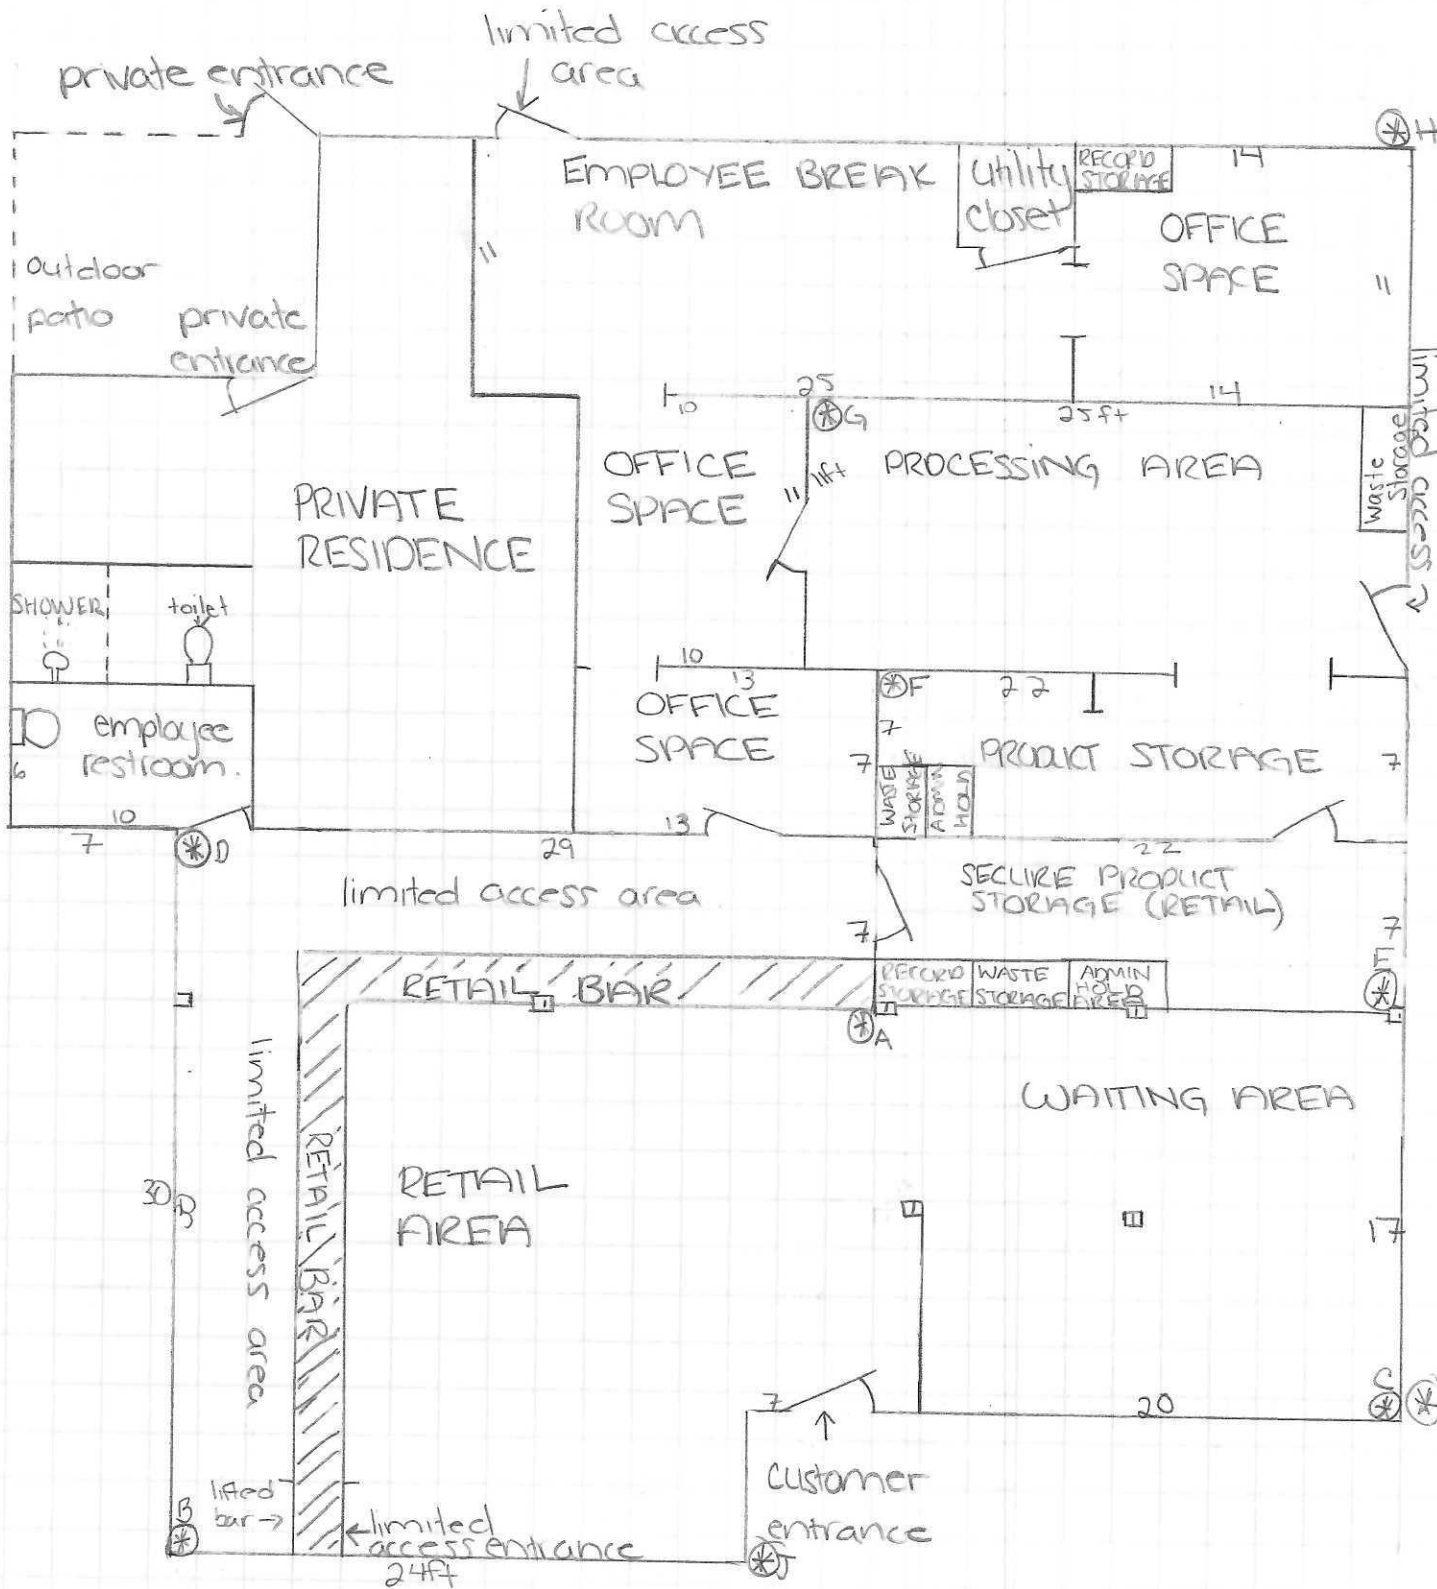 limited access
area
private entrance
H
EMPLOYEE BREAK
ROOM
utility
closet
RECORD
STORAGE
14
OFFICE
SPACE
11
11
outdoor
patio
private
entrance
limited access
10
25
G
25ft
14
OFFICE
SPACE
11
11ft
PROCESSING AREA
Waste
Storage
PRIVATE
RESIDENCE
SHOWER
toilet
10
13
OFFICE
SPACE
F
22
7
7
PRODUCT STORAGE
7
WASTE
STORAGE
ADMIN
HOLD
employee
restroom.
6
10
7
D
29
13
22
limited access area
SECURE PRODUCT
STORAGE (RETAIL)
7
7
E
RETAIL BAR
RECORD
STORAGE
WASTE
STORAGE
ADMIN
HOLD
AREA
A
WAITING AREA
limited access area
RETAIL BAR
RETAIL
AREA
30
17
C
7
20
customer
entrance
lifted
bar
B
limited
access entrance
24ft
J